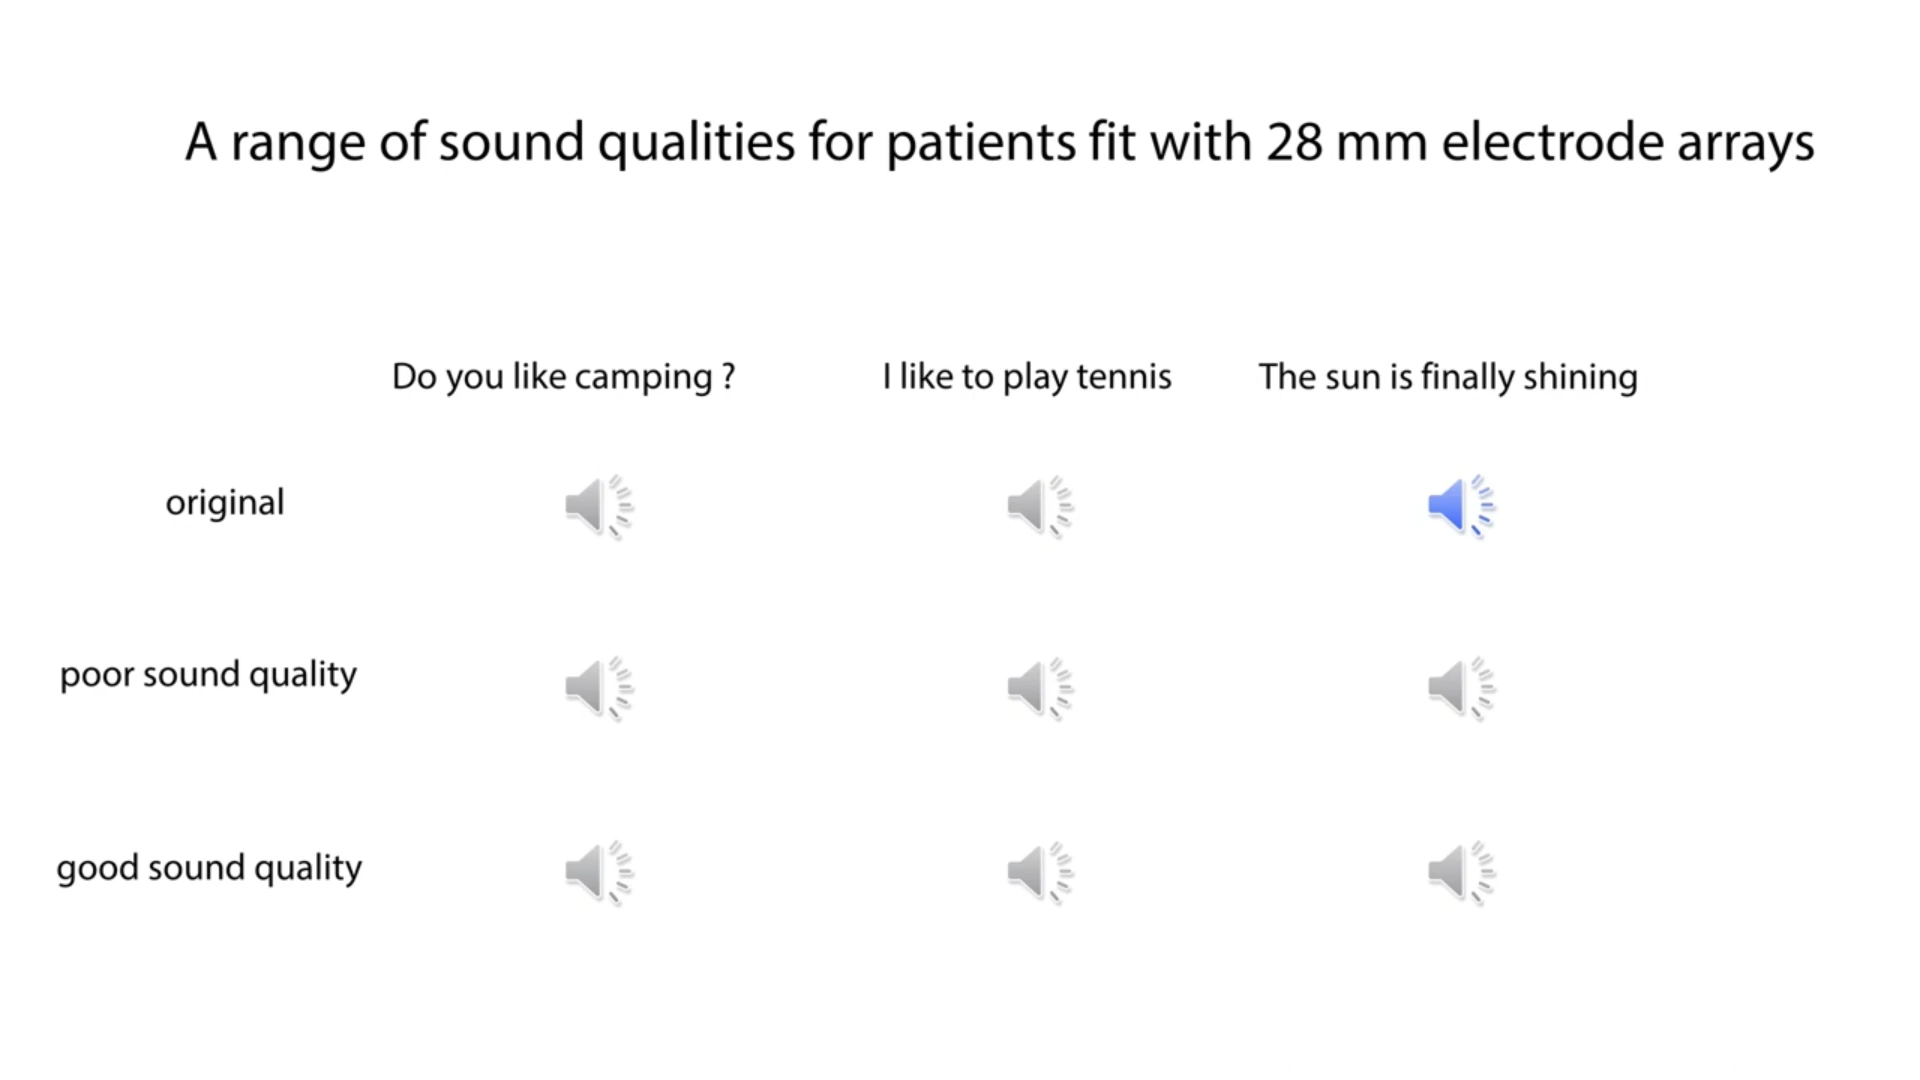 A range of sound qualities for patients fit with 28 mm electrode arrays
Do you like camping ? I like to play tennis The sun is finally shining
original
poor sound quality
good sound quality